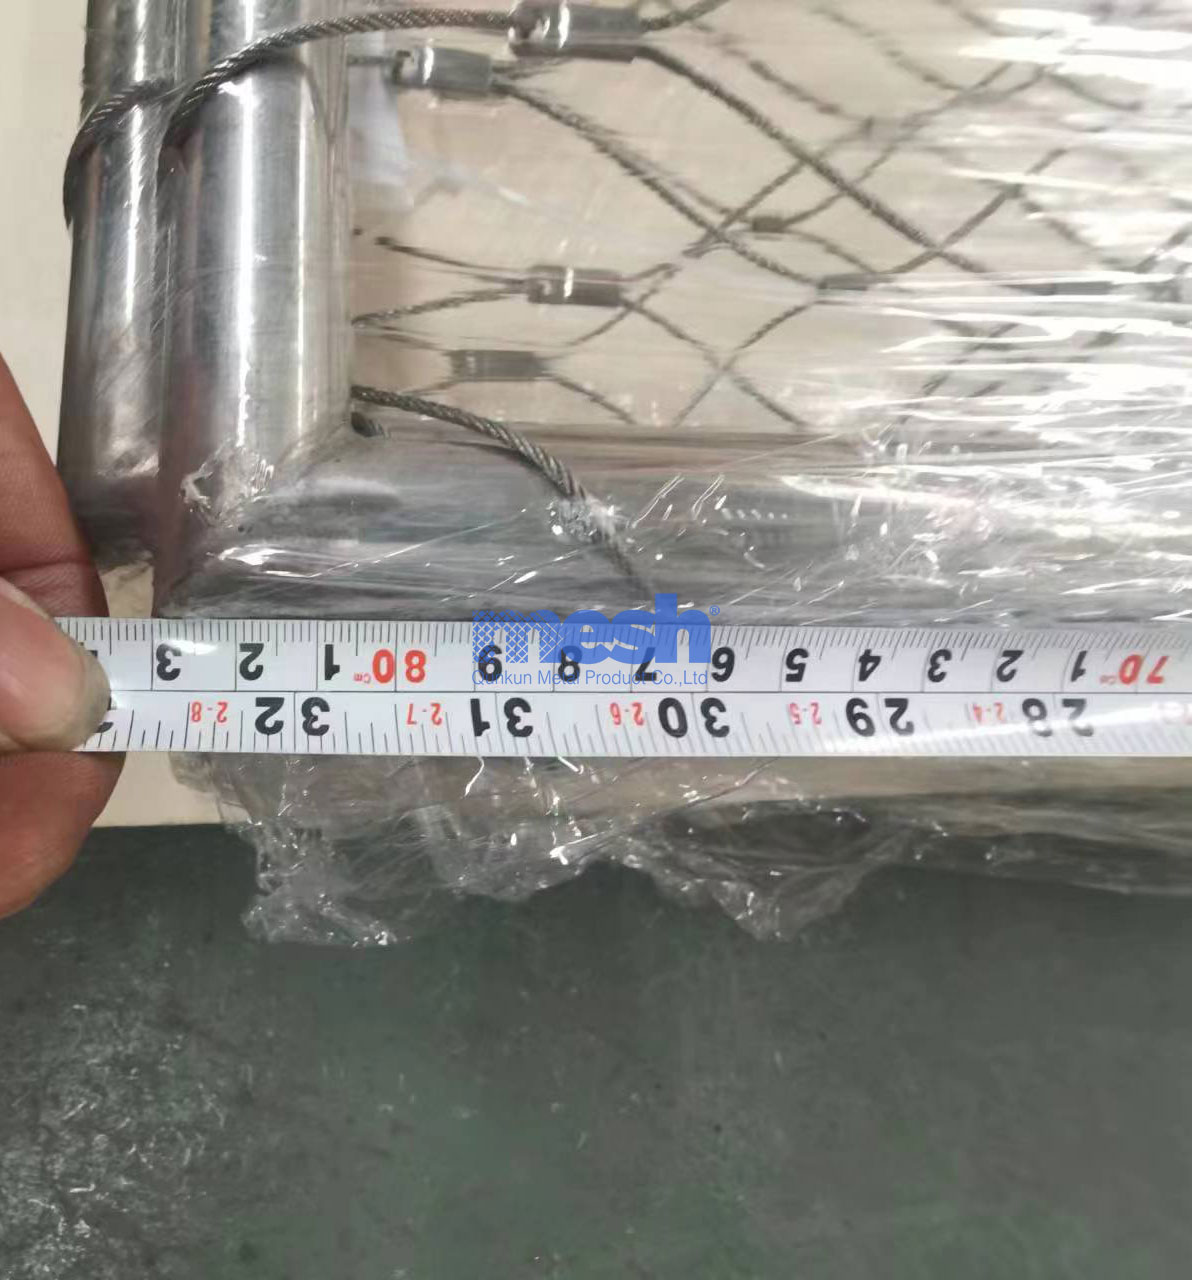 mesh®
Qunkun Metal Product Co.,Ltd
3 2 1 80cm 9 8 7 6 5 4 3 2 1 70cm
2-8 32 2-7 31 2-6 30 2-5 29 2-4 28